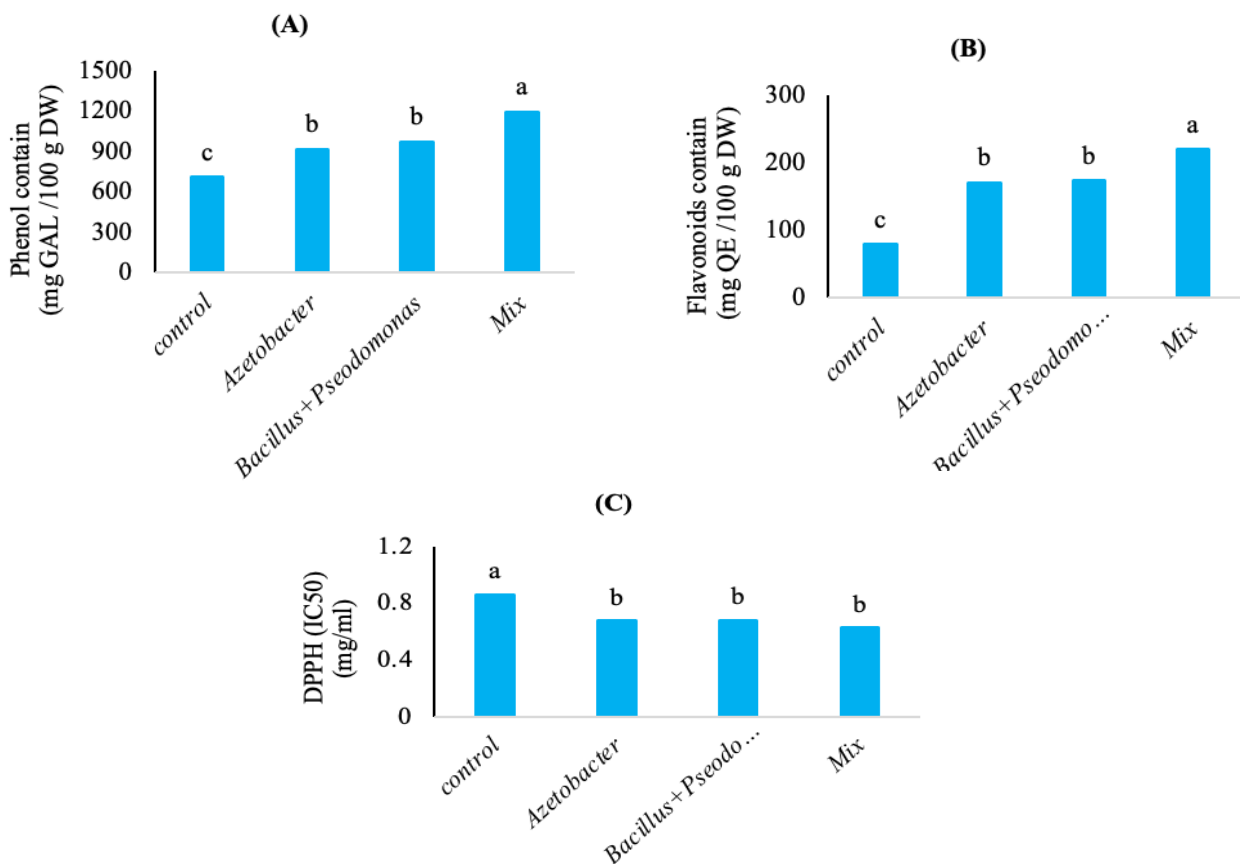 (A)
Phenol contain
(mg GAL /100 g DW)
1500
1200
900
600
300
0
c
b
b
a
control
Azetobacter
Bacillus+Pseodomonas
Mix
(B)
Flavonoids contain
(mg QE /100 g DW)
300
200
100
0
c
b
b
a
control
Azetobacter
Bacillus+Pseodomo...
Mix
(C)
DPPH (IC50)
(mg/ml)
1.2
0.8
0.4
0
a
b
b
b
control
Azetobacter
Bacillus+Pseodo...
Mix